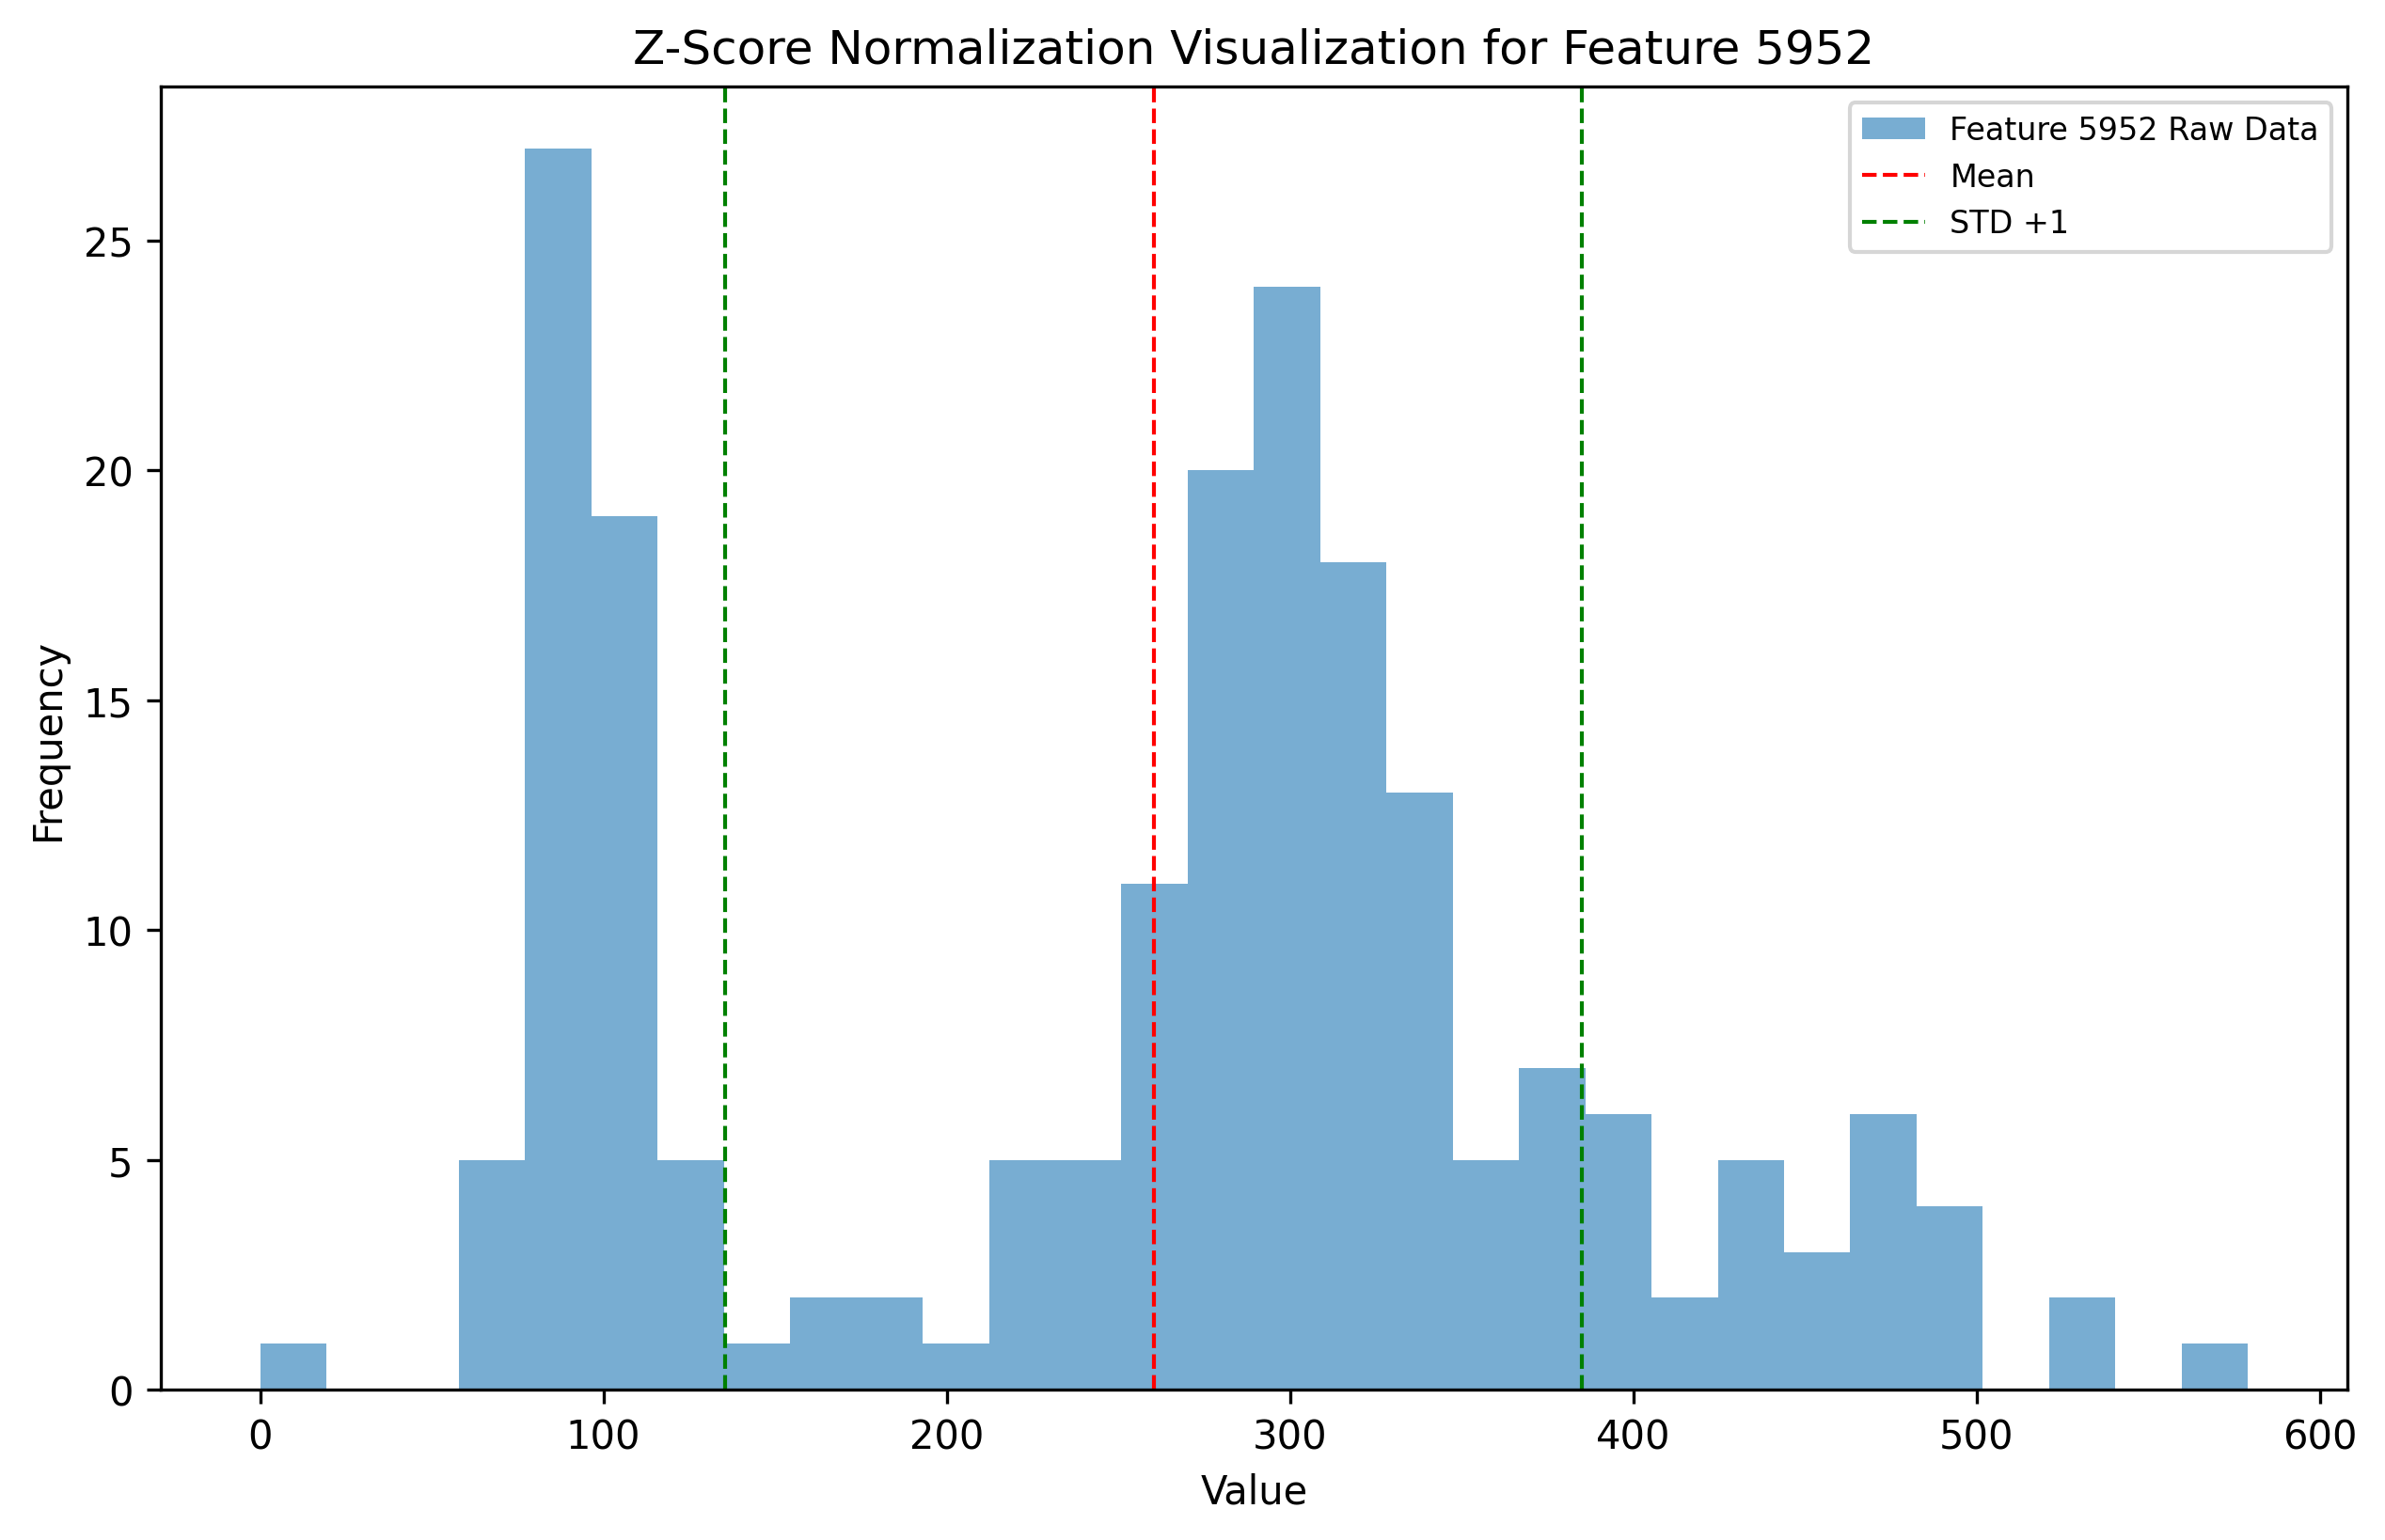 Z-Score Normalization Visualization for Feature 5952
Feature 5952 Raw Data
Mean
STD +1
Frequency
25
20
15
10
5
0
0 100 200 300 400 500 600
Value